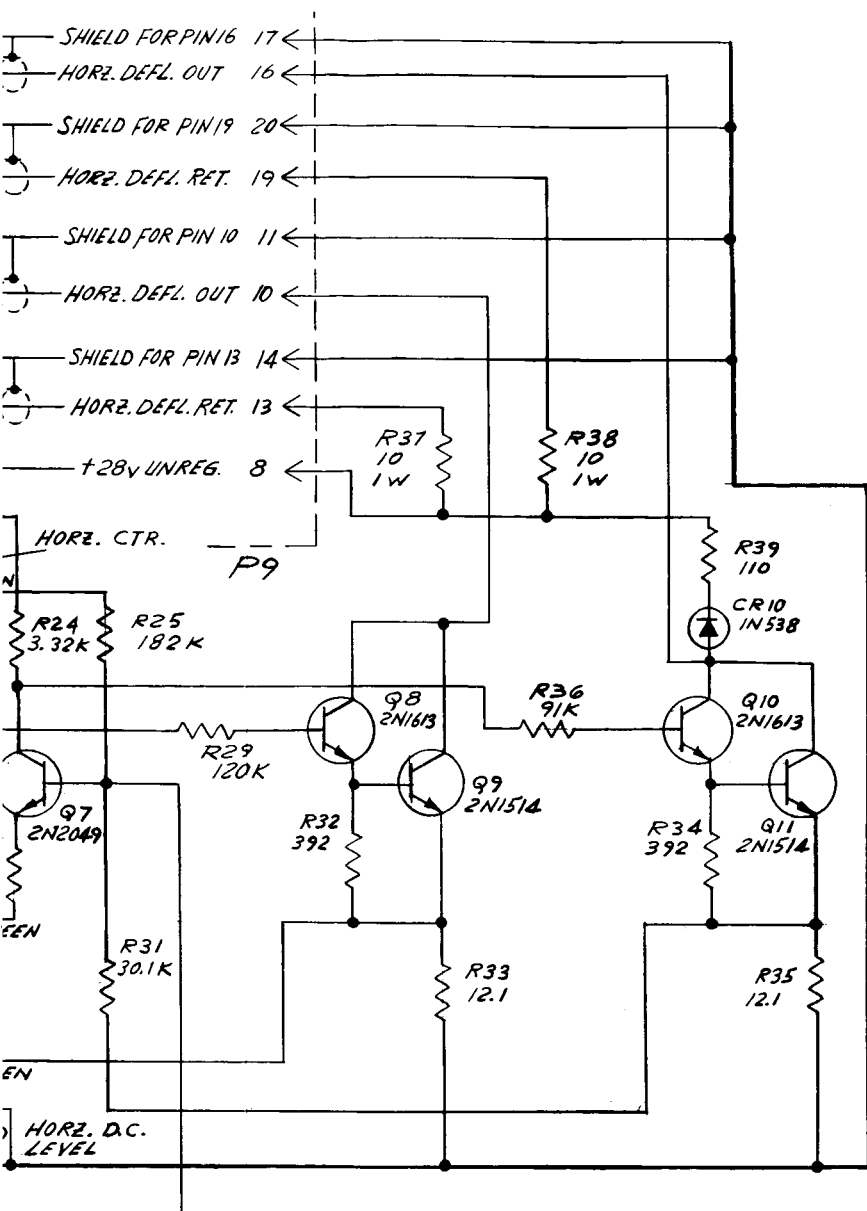 SHIELD FOR PIN 16 17
HORZ. DEFL. OUT 16
SHIELD FOR PIN 19 20
HORZ. DEFL. RET. 19
SHIELD FOR PIN 10 11
HORZ. DEFL. OUT 10
SHIELD FOR PIN 13 14
HORZ. DEFL. RET. 13
+28V UNREG. 8
R37
10
1W
R38
10
1W
HORZ. CTR.
P9
N
R39
110
CR10
1N538
R24
3.32K
R25
182K
Q8
2N1613
R36
91K
Q10
2N1613
R29
120K
Q7
2N2049
Q9
2N1514
Q11
2N1514
R32
392
R34
392
EEN
R31
30.1K
R33
12.1
R35
12.1
EN
HORZ. D.C.
LEVEL